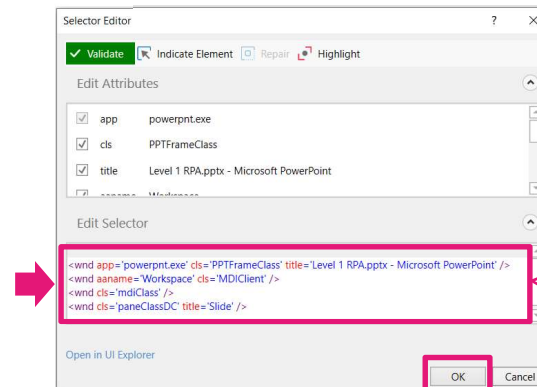 Selector Editor
? ×
Validate Indicate Element Repair Highlight
Edit Attributes
app powerpnt.exe
cls PPTFrameClass
title Level 1 RPA.pptx - Microsoft PowerPoint
Edit Selector
<wnd app='powerpnt.exe' cls='PPTFrameClass' title='Level 1 RPA.pptx - Microsoft PowerPoint' />
<wnd aaname='Workspace' cls='MDIClient' />
<wnd cls='mdiClass' />
<wnd cls='paneClassDC' title='Slide' />
Open in UI Explorer
OK Cancel